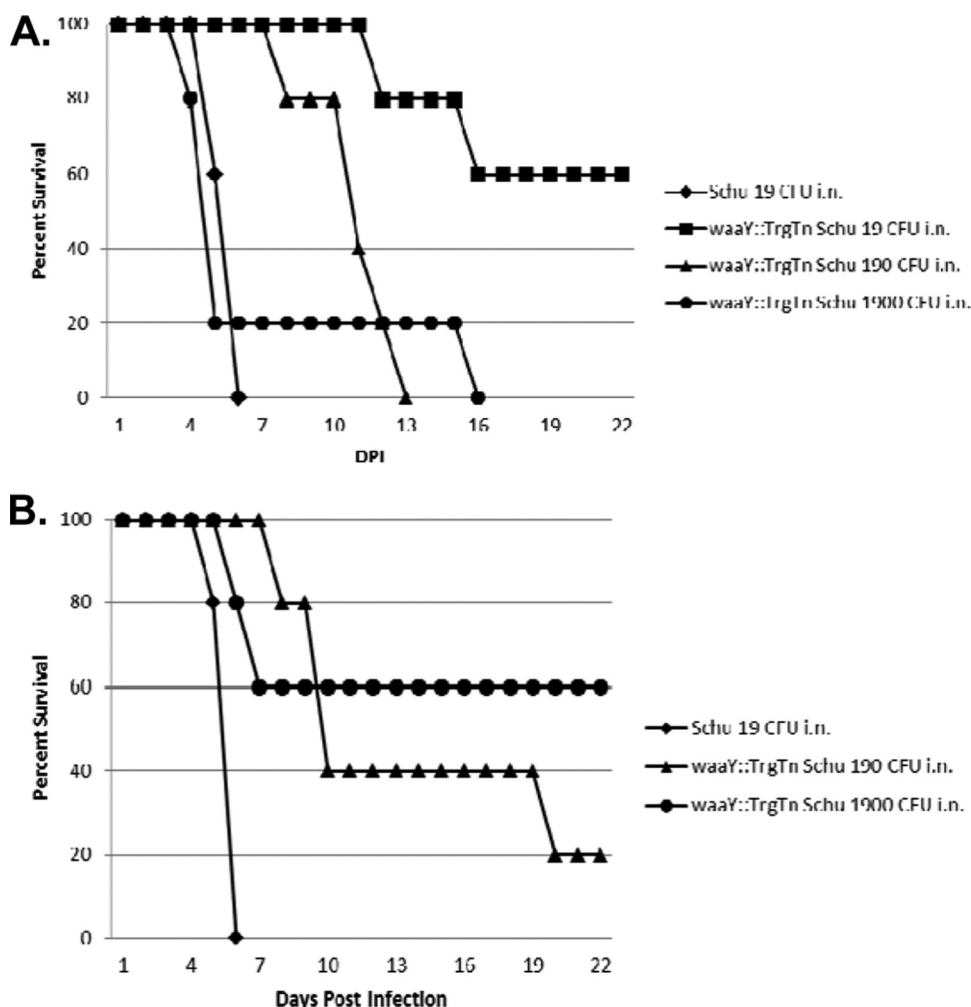 A.
Percent Survival
100
80
60
40
20
0
1 4 7 10 13 16 19 22
DPI
Schu 19 CFU i.n.
waaY::TrgTn Schu 19 CFU i.n.
waaY::TrgTn Schu 190 CFU i.n.
waaY::TrgTn Schu 1900 CFU i.n.
B.
Percent Survival
100
80
60
40
20
0
1 4 7 10 13 16 19 22
Days Post Infection
Schu 19 CFU i.n.
waaY::TrgTn Schu 190 CFU i.n.
waaY::TrgTn Schu 1900 CFU i.n.